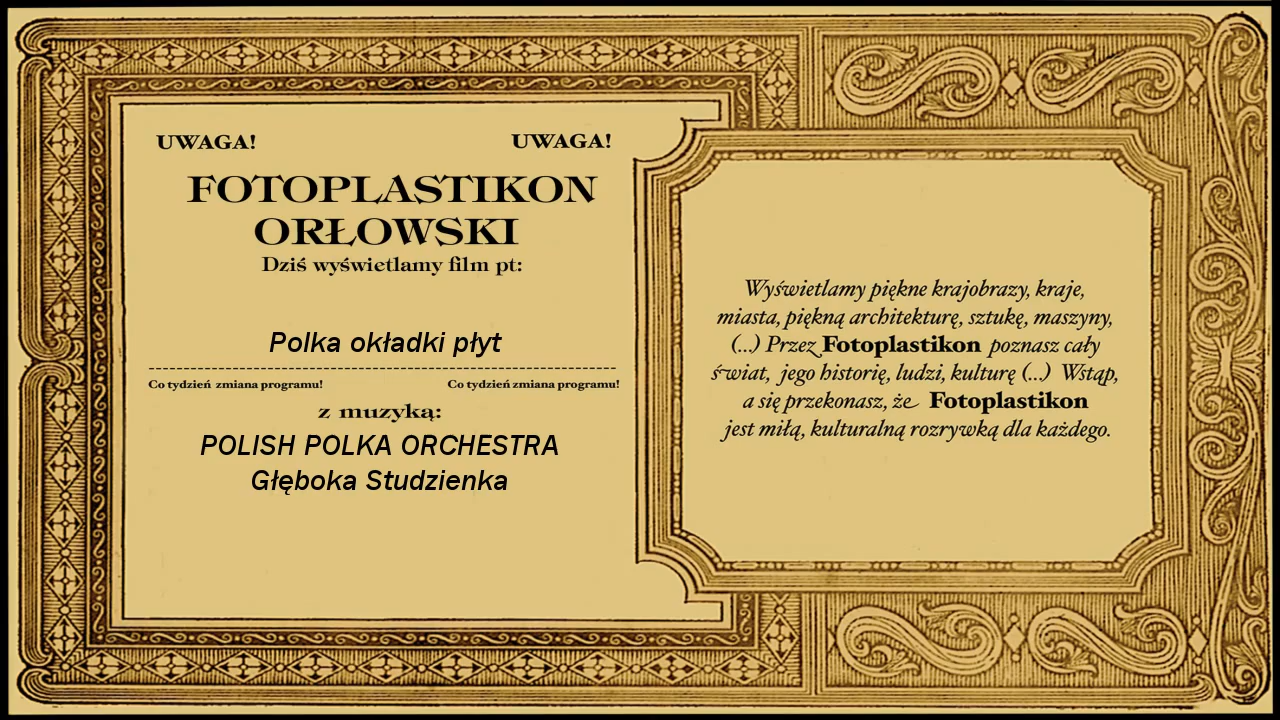 UWAGA! UWAGA!
FOTOPLASTIKON
ORŁOWSKI
Dziś wyświetlamy film pt:
Polka okładki płyt
Co tydzień zmiana programu! Co tydzień zmiana programu!
z muzyką:
POLISH POLKA ORCHESTRA
Głęboka Studzienka
Wyświetlamy piękne krajobrazy, kraje,
miasta, piękną architekturę, sztukę, maszyny,
(...) Przez Fotoplastikon poznasz cały
świat, jego historię, ludzi, kulturę (...) Wstąp,
a się przekonasz, że Fotoplastikon
jest miłą, kulturalną rozrywką dla każdego.